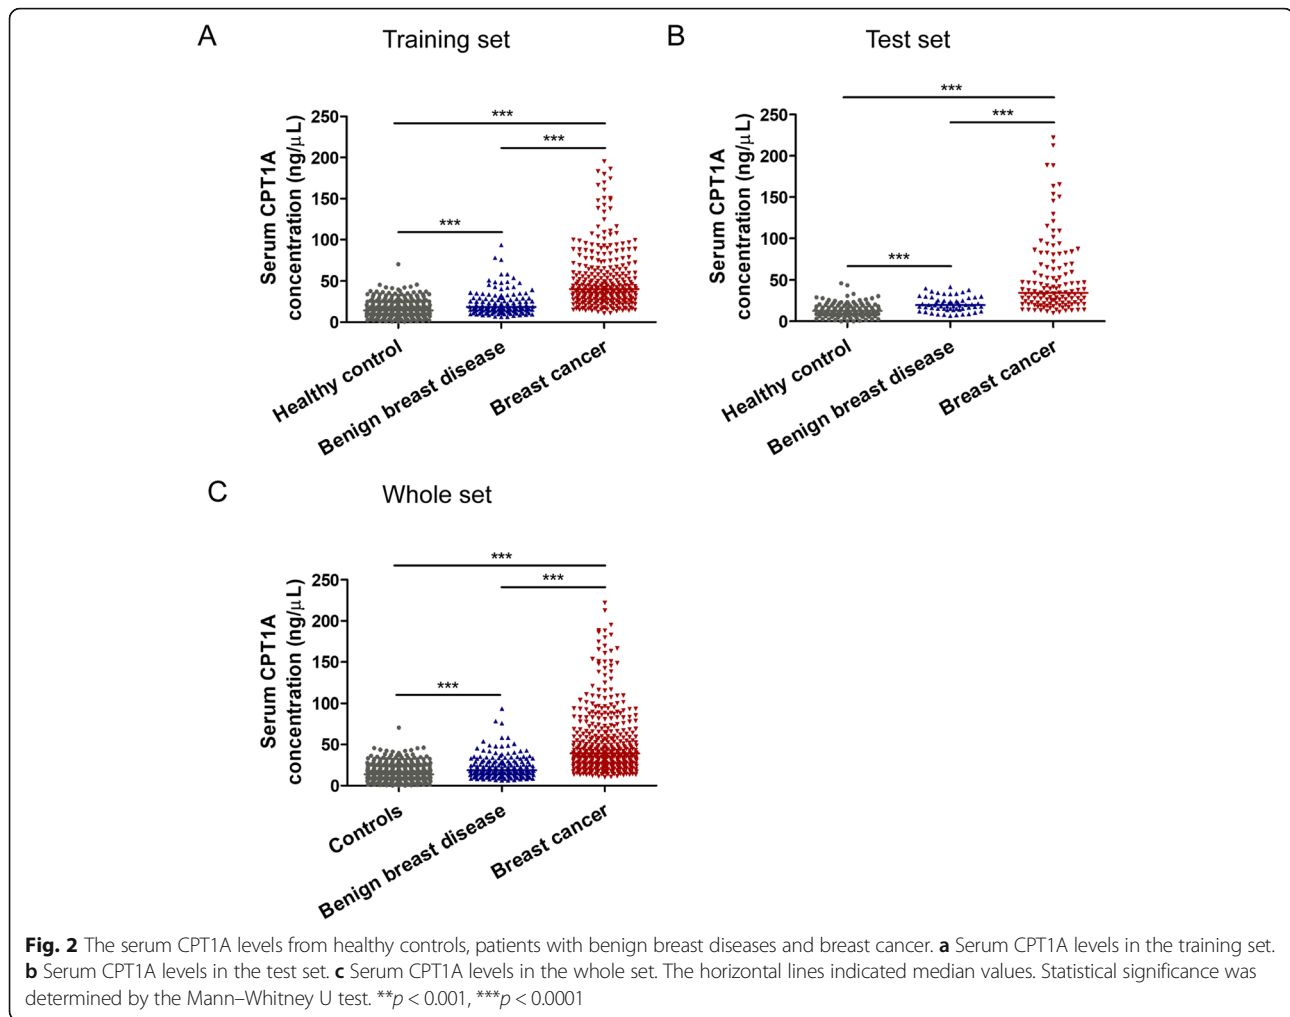 A
Training set
Serum CPT1A
concentration (ng/μL)
250
200
150
100
50
0
***
***
***
Healthy control
Benign breast disease
Breast cancer
B
Test set
Serum CPT1A
concentration (ng/μL)
250
200
150
100
50
0
***
***
***
Healthy control
Benign breast disease
Breast cancer
C
Whole set
Serum CPT1A
concentration (ng/μL)
250
200
150
100
50
0
***
***
***
Controls
Benign breast disease
Breast cancer
Fig. 2 The serum CPT1A levels from healthy controls, patients with benign breast diseases and breast cancer. a Serum CPT1A levels in the training set.
b Serum CPT1A levels in the test set. c Serum CPT1A levels in the whole set. The horizontal lines indicated median values. Statistical significance was
determined by the Mann–Whitney U test. **p < 0.001, ***p < 0.0001